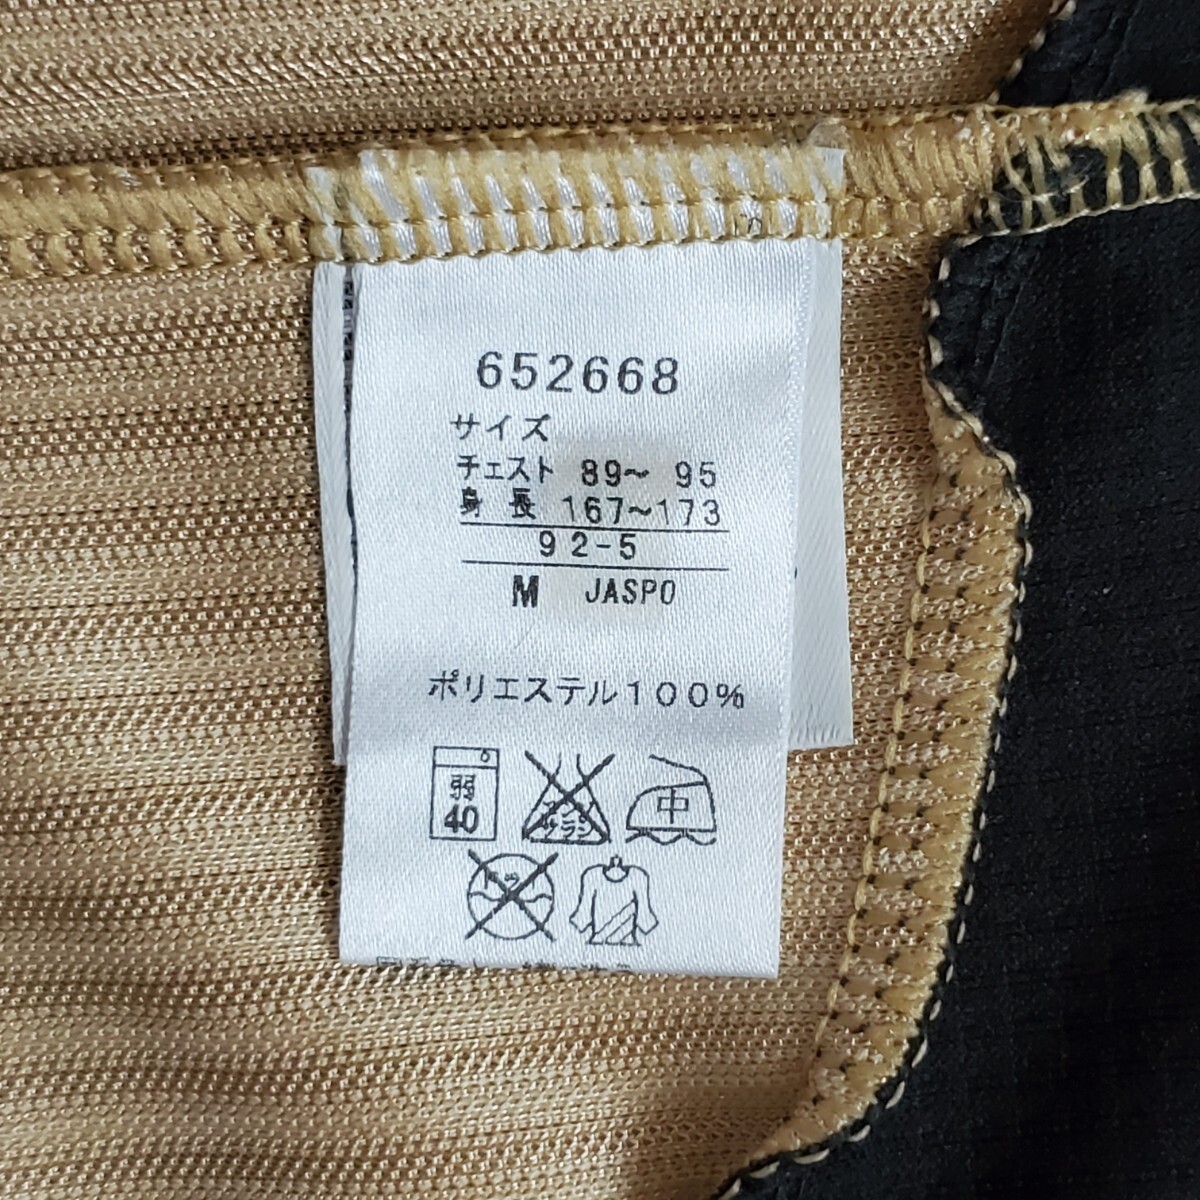 652668
サイズ
チェスト 89～ 95
身 長 167～173
92-5
M JASPO
ポリエステル100%
弱
40
中